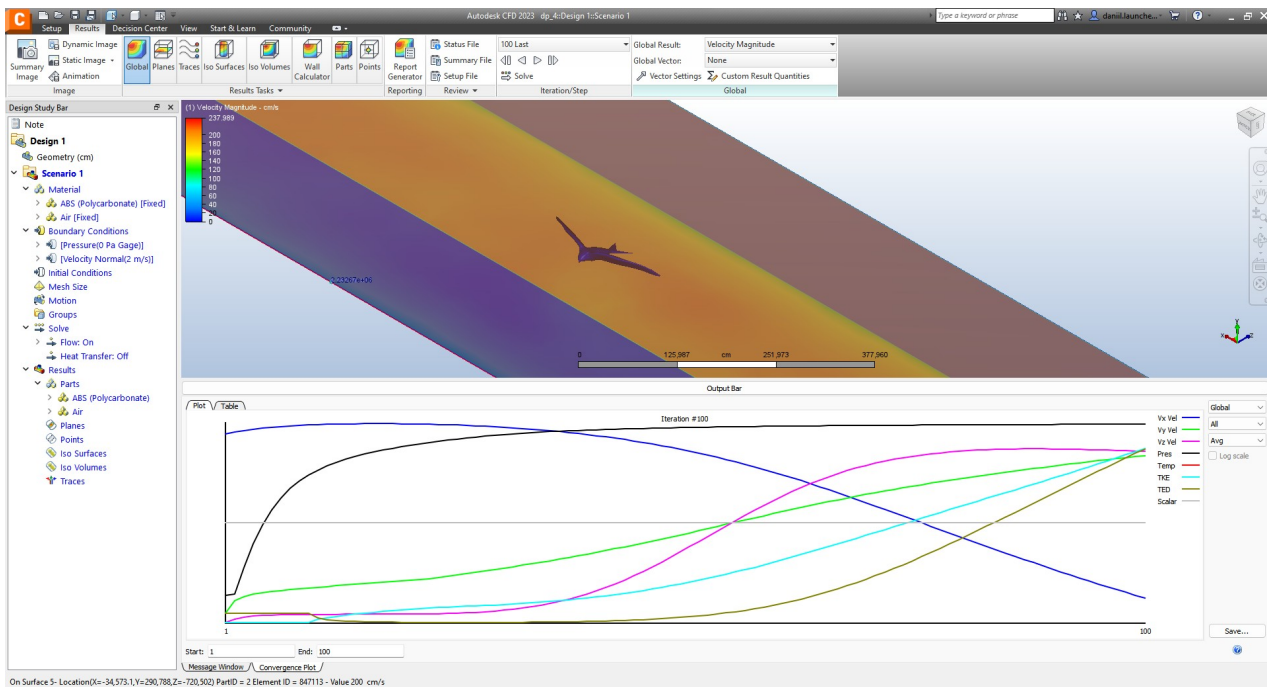 Autodesk CFD 2023 dp_4::Design 1::Scenario 1
Type a keyword or phrase
daniil.launche...
Setup Results Decision Center View Start & Learn Community
Summary Image
Dynamic Image
Static Image
Animation
Image
Global Planes Traces Iso Surfaces Iso Volumes Wall Calculator Parts Points
Results Tasks
Report Generator
Reporting
Status File
Summary File
Setup File
Review
100 Last
Solve
Iteration/Step
Global Result: Velocity Magnitude
Global Vector: None
Vector Settings Custom Result Quantities
Global
Design Study Bar
Note
Design 1
Geometry (cm)
Scenario 1
Material
ABS (Polycarbonate) [Fixed]
Air [Fixed]
Boundary Conditions
[Pressure(0 Pa Gage)]
[Velocity Normal(2 m/s)]
Initial Conditions
Mesh Size
Motion
Groups
Solve
Flow: On
Heat Transfer: Off
Results
Parts
ABS (Polycarbonate)
Air
Planes
Points
Iso Surfaces
Iso Volumes
Traces
(1) Velocity Magnitude - cm/s
237,989
200
180
160
140
120
100
80
60
40
20
0
2,23267e+06
0 125,987 cm 251,973 377,960
Output Bar
Plot Table
Iteration #100
Vx Vel
Vy Vel
Vz Vel
Pres
Temp
TKE
TED
Scalar
Global
All
Avg
Log scale
1 100
Save...
Start: 1 End: 100
Message Window Convergence Plot
On Surface 5- Location(X=-34,573.1,Y=290,788,Z=-720,502) PartID = 2 Element ID = 847113 - Value 200 cm/s